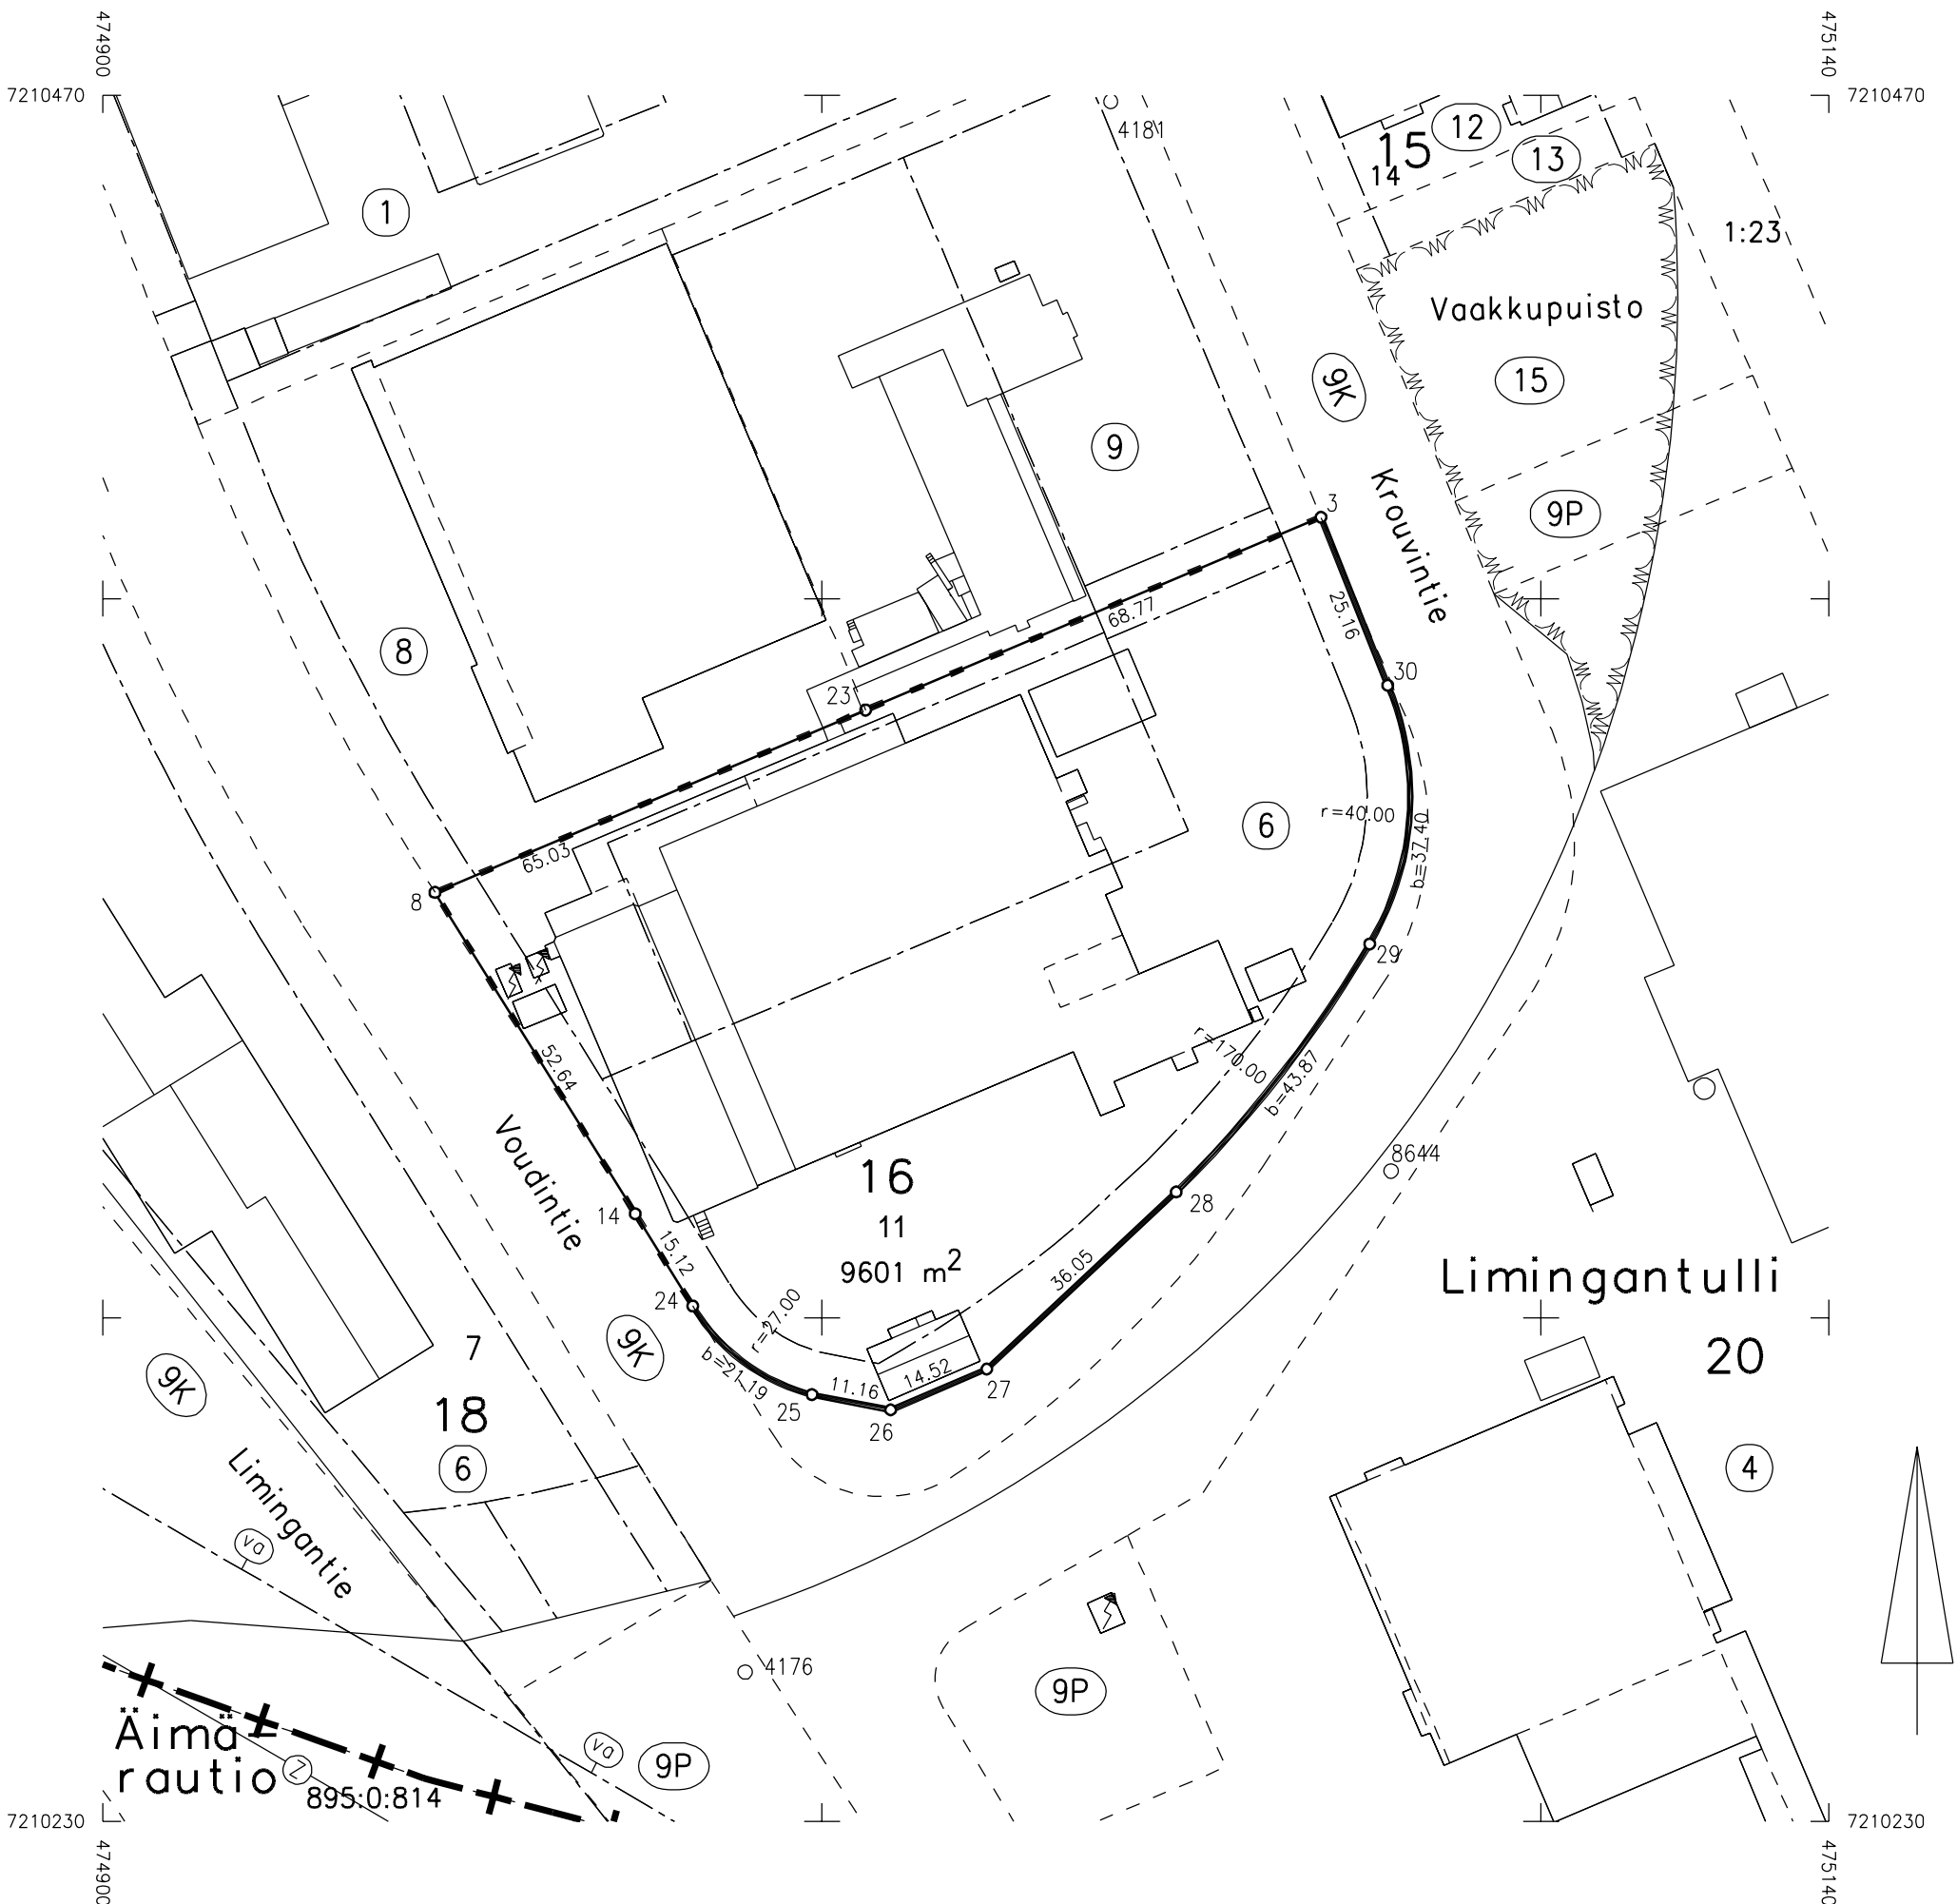 474900
475140
7210470
7210470
4181
15
12
13
14
1
1:23
Vaakkupuisto
15
9K
9
9P
Krouvintie
3
25.16
68.77
8
30
23
r=40.00
6
b=37.40
65.03
8
29
52.64
r=170.00
b=43.87
Voudintie
8644
16
28
14
11
15.12
9601 m²
36.05
Limingantulli
24
r=27.00
9K
7
20
b=21.19
14.52
27
9K
11.16
25
18
26
6
4
Limingantie
va
4176
9P
Äimä=
rautio
va
9P
Z
895:0:814
7210230
7210230
474900
475140